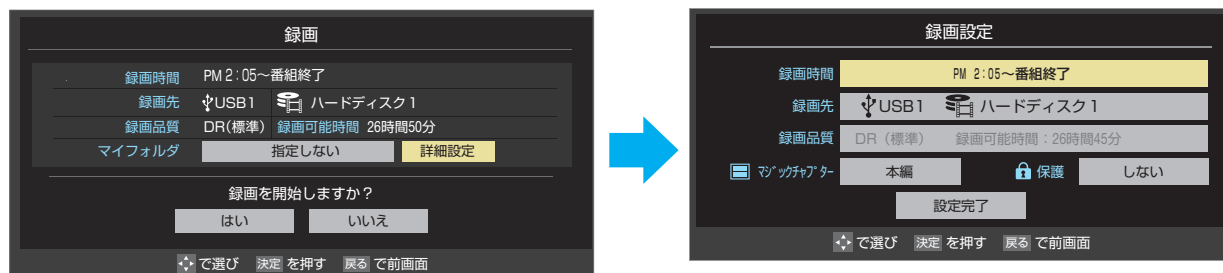 録画
録画時間 PM 2:05～番組終了
録画先 USB1 ハードディスク1
録画品質 DR(標準) 録画可能時間 26時間50分
マイフォルダ 指定しない 詳細設定
録画を開始しますか？
はい いいえ
で選び 決定 を押す 戻る で前画面
録画設定
録画時間 PM 2:05～番組終了
録画先 USB1 ハードディスク1
録画品質 DR（標準） 録画可能時間：26時間45分
マジックチャプター 本編 保護 しない
設定完了
で選び 決定 を押す 戻る で前画面